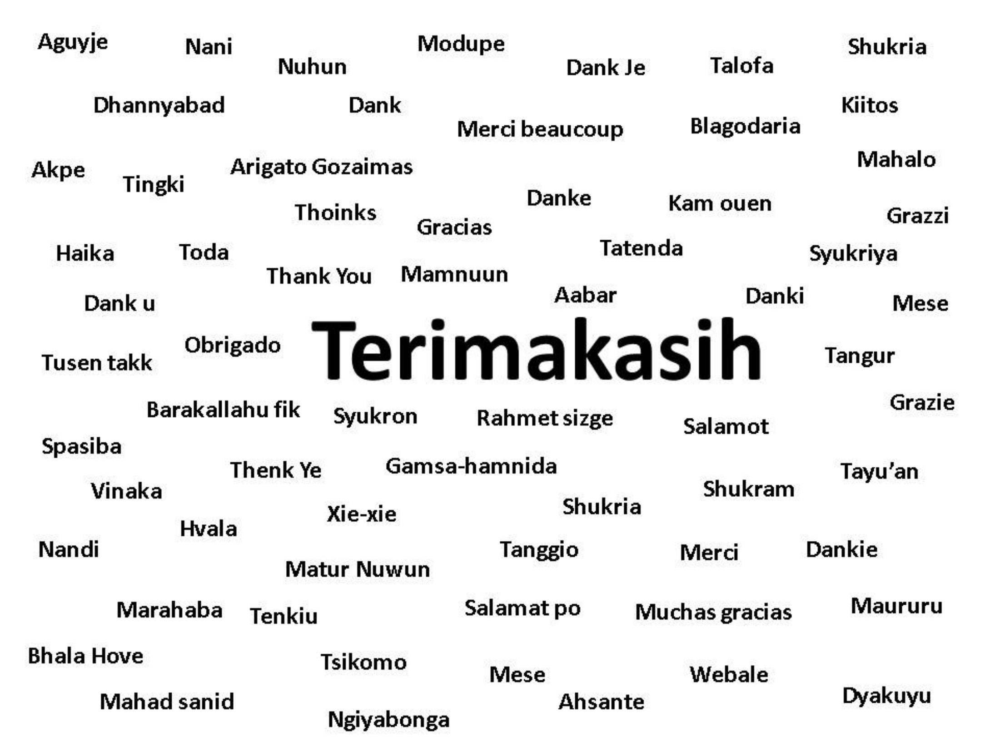 Aguyje
Nani
Modupe
Shukria
Nuhun
Dank Je
Talofa
Dhannyabad
Dank
Kiitos
Merci beaucoup
Blagodaria
Mahalo
Akpe
Arigato Gozaimas
Tingki
Danke
Kam ouen
Thoinks
Grazzi
Gracias
Haika
Toda
Tatenda
Syukriya
Thank You
Mamnuun
Aabar
Danki
Dank u
Mese
Terimakasih
Obrigado
Tusen takk
Tangur
Grazie
Barakallahu fik
Syukron
Rahmet sizge
Salamot
Spasiba
Thenk Ye
Gamsa-hamnida
Tayu’an
Vinaka
Shukram
Xie-xie
Shukria
Hvala
Nandi
Tanggio
Merci
Dankie
Matur Nuwun
Marahaba
Tenkiu
Salamat po
Muchas gracias
Maururu
Bhala Hove
Tsikomo
Mese
Webale
Mahad sanid
Ahsante
Dyakuyu
Ngiyabonga